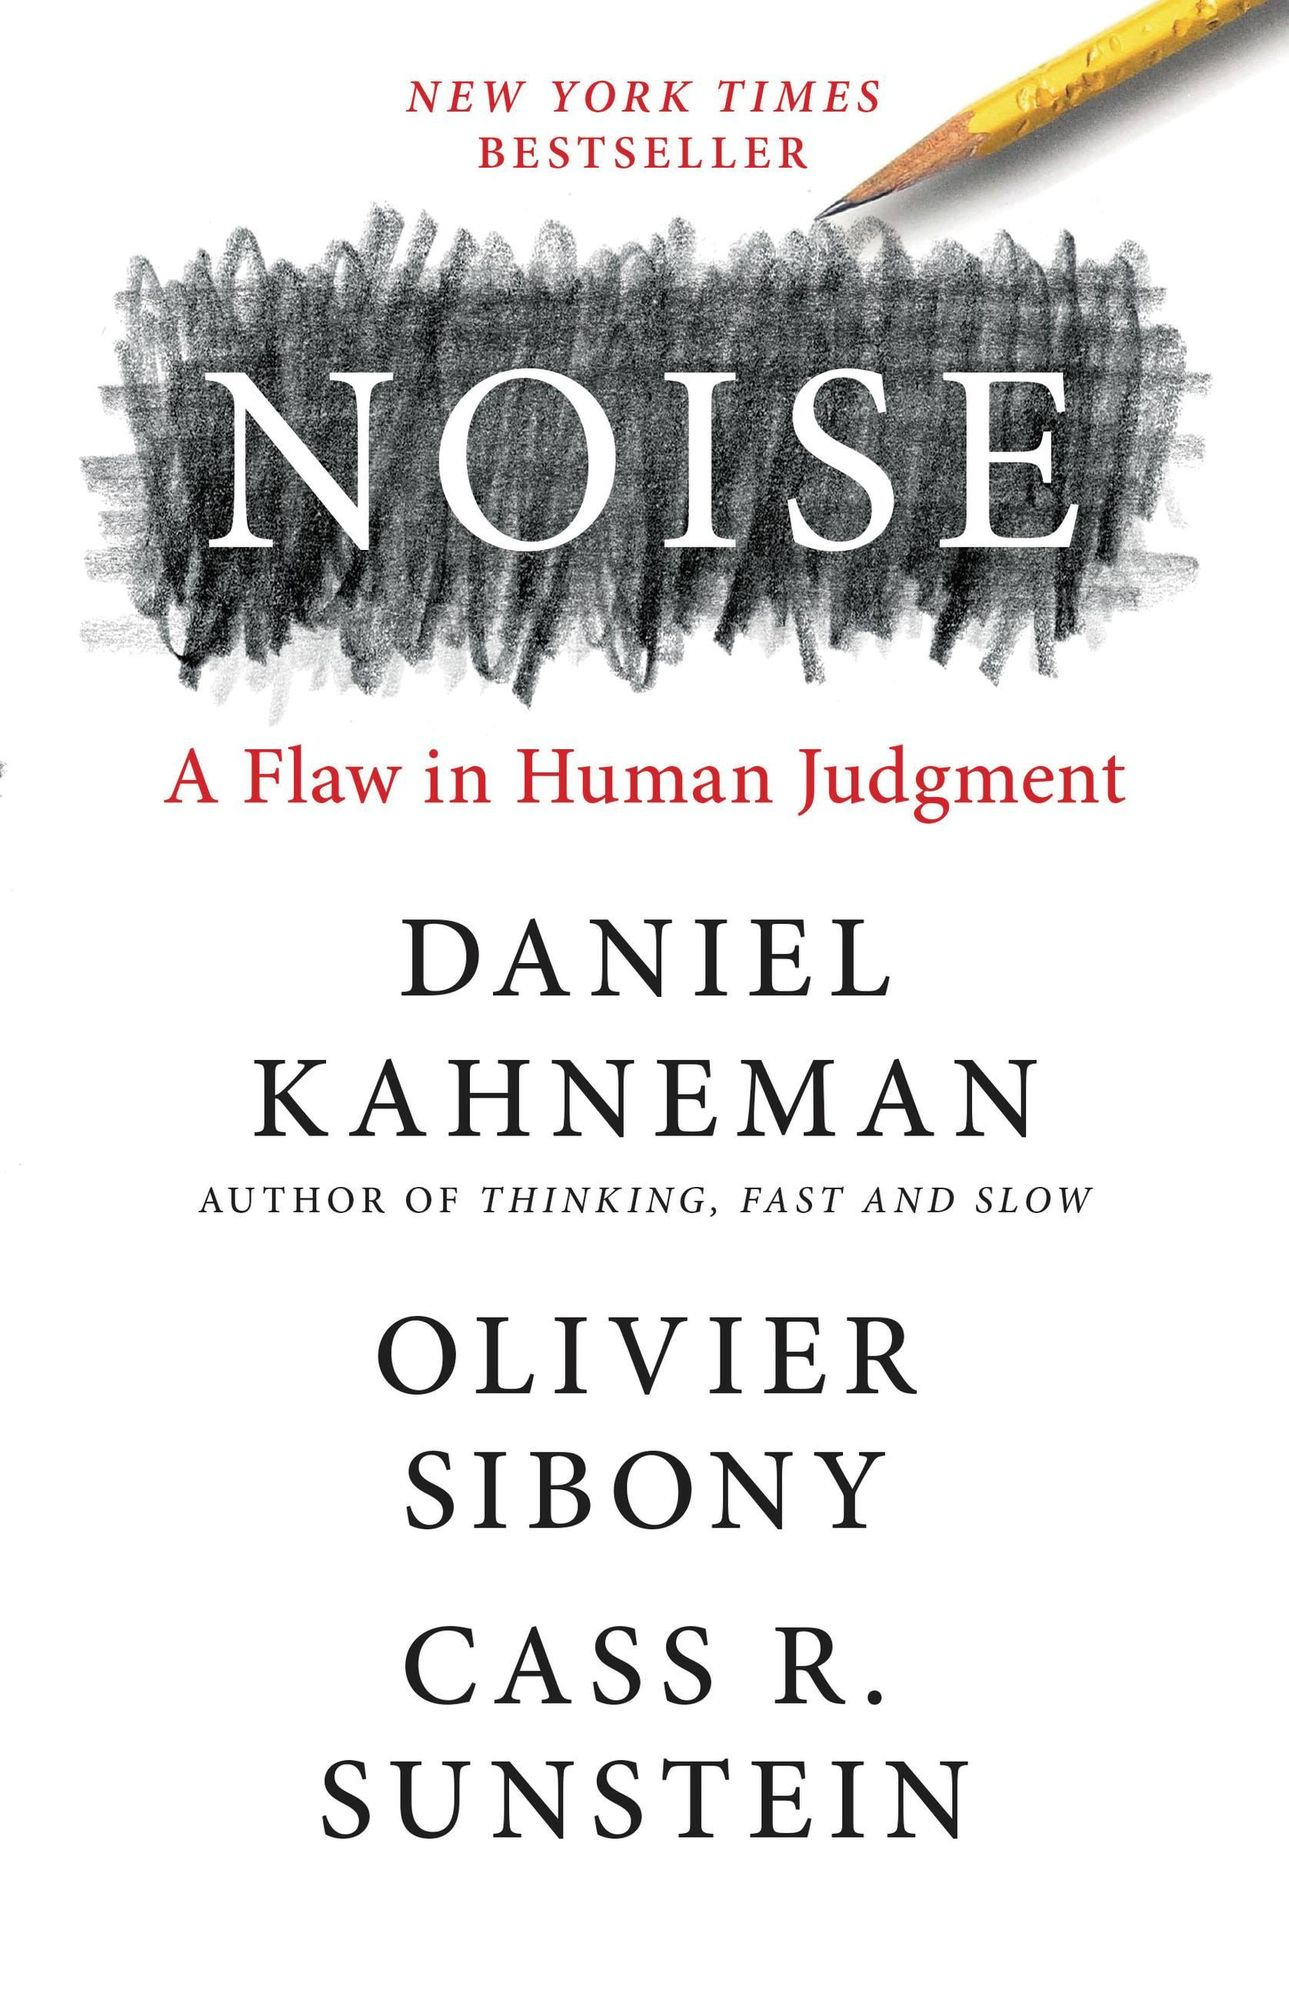 NEW YORK TIMES
BESTSELLER
NOISE
A Flaw in Human Judgment
DANIEL
KAHNEMAN
AUTHOR OF THINKING, FAST AND SLOW
OLIVIER
SIBONY
CASS R.
SUNSTEIN